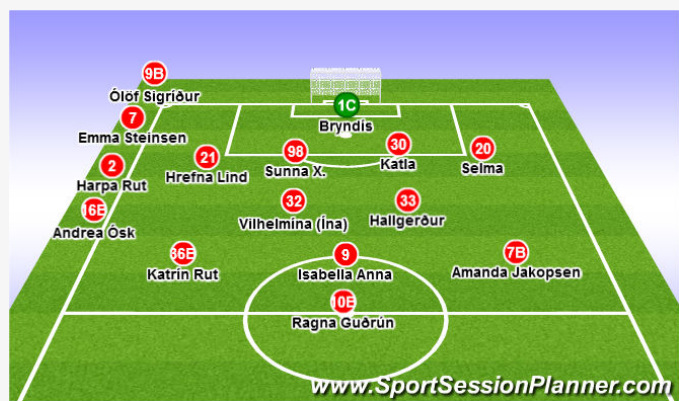 9B
Ólöf Sigríður
1C
Bryndís
7
Emma Steinsen
30
Katla
20
Selma
98
Sunna X.
21
Hrefna Lind
2
Harpa Rut
16E
Andrea Ósk
32
Vilhelmína (Ína)
33
Hallgerður
36E
Katrín Rut
9
Isabella Anna
7B
Amanda Jakopsen
10E
Ragna Guðrún
www.SportSessionPlanner.com